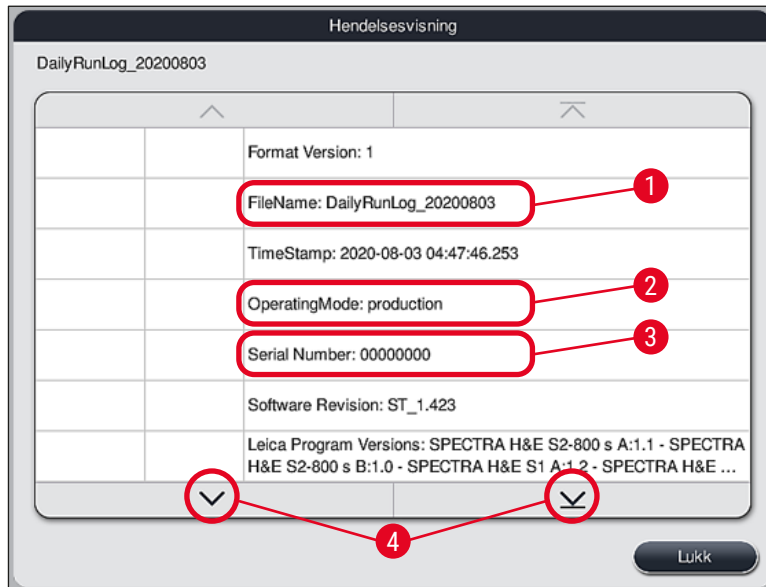 Hendelsesvisning
DailyRunLog_20200803
Format Version: 1
FileName: DailyRunLog_20200803
1
TimeStamp: 2020-08-03 04:47:46.253
OperatingMode: production
2
Serial Number: 00000000
3
Software Revision: ST_1.423
Leica Program Versions: SPECTRA H&E S2-800 s A:1.1 - SPECTRA
H&E S2-800 s B:1.0 - SPECTRA H&E S1 A:1.2 - SPECTRA H&E ...
4
Lukk